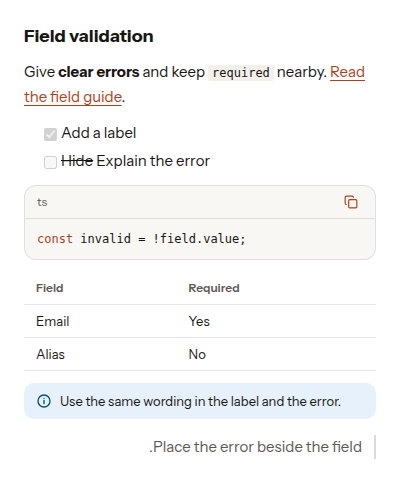 Field validation
Give clear errors and keep required nearby. Read
the field guide.
Add a label
Hide Explain the error
ts
const invalid = !field.value;
Field Required
Email Yes
Alias No
Use the same wording in the label and the error.
.Place the error beside the field